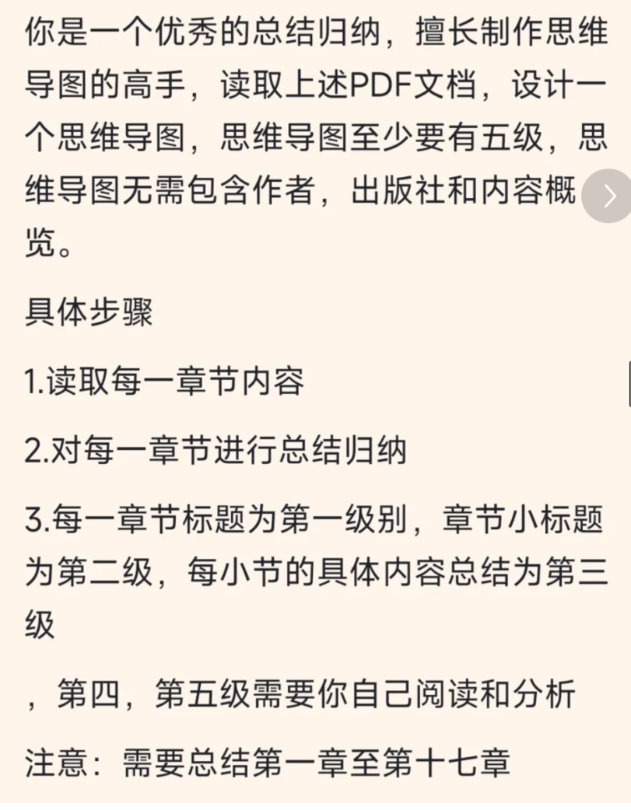 你是一个优秀的总结归纳，擅长制作思维
导图的高手，读取上述PDF文档，设计一
个思维导图，思维导图至少要有五级，思
维导图无需包含作者，出版社和内容概
览。
具体步骤
1.读取每一章节内容
2.对每一章节进行总结归纳
3.每一章节标题为第一级别，章节小标题
为第二级，每小节的具体内容总结为第三
级
，第四，第五级需要你自己阅读和分析
注意：需要总结第一章至第十七章